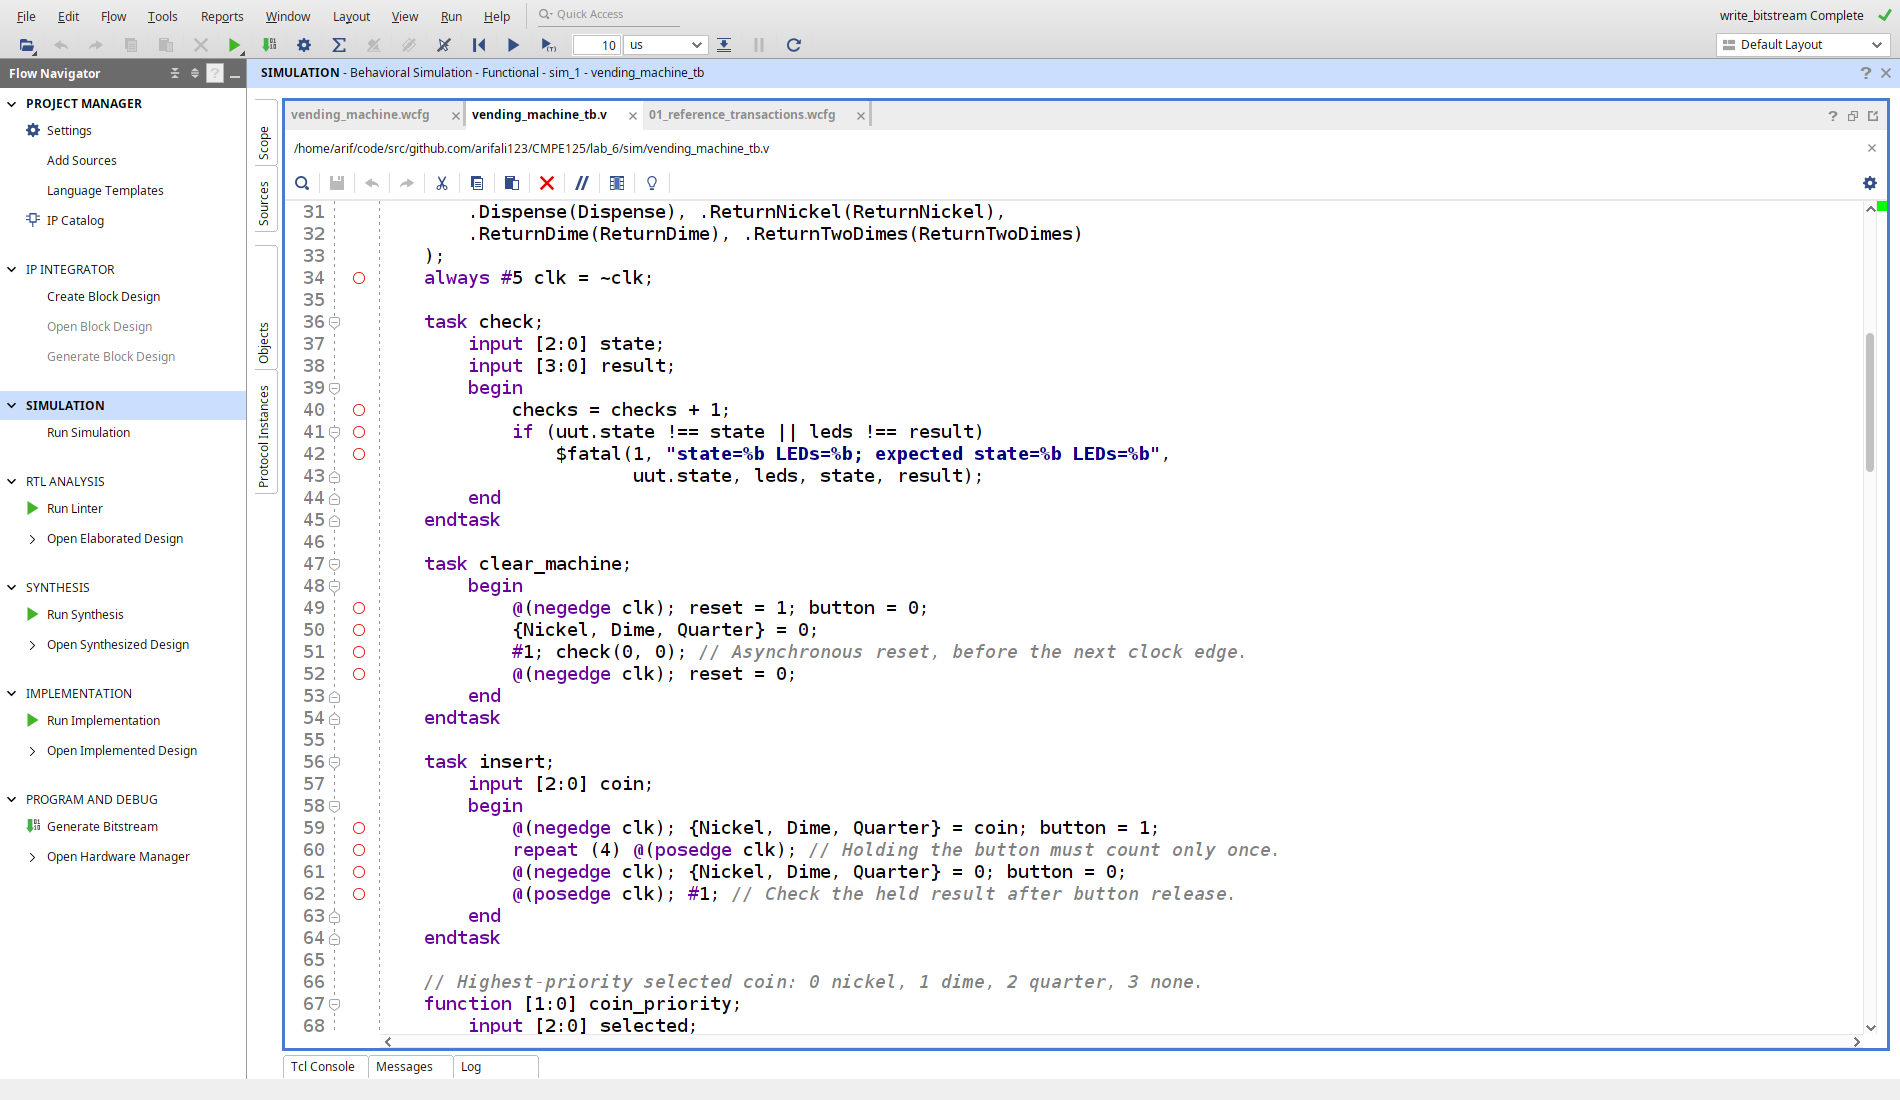 File Edit Flow Tools Reports Window Layout View Run Help Quick Access
write_bitstream Complete
10 us
Default Layout
Flow Navigator
SIMULATION - Behavioral Simulation - Functional - sim_1 - vending_machine_tb
PROJECT MANAGER
Settings
Add Sources
Language Templates
IP Catalog
IP INTEGRATOR
Create Block Design
Open Block Design
Generate Block Design
SIMULATION
Run Simulation
RTL ANALYSIS
Run Linter
Open Elaborated Design
SYNTHESIS
Run Synthesis
Open Synthesized Design
IMPLEMENTATION
Run Implementation
Open Implemented Design
PROGRAM AND DEBUG
Generate Bitstream
Open Hardware Manager
Scope
Sources
Objects
Protocol Instances
vending_machine.wcfg vending_machine_tb.v 01_reference_transactions.wcfg
/home/arif/code/src/github.com/arifali123/CMPE125/lab_6/sim/vending_machine_tb.v
31 .Dispense(Dispense), .ReturnNickel(ReturnNickel),
32 .ReturnDime(ReturnDime), .ReturnTwoDimes(ReturnTwoDimes)
33 );
34 always #5 clk = ~clk;
35
36 task check;
37 input [2:0] state;
38 input [3:0] result;
39 begin
40 checks = checks + 1;
41 if (uut.state !== state || leds !== result)
42 $fatal(1, "state=%b LEDs=%b; expected state=%b LEDs=%b",
43 uut.state, leds, state, result);
44 end
45 endtask
46
47 task clear_machine;
48 begin
49 @(negedge clk); reset = 1; button = 0;
50 {Nickel, Dime, Quarter} = 0;
51 #1; check(0, 0); // Asynchronous reset, before the next clock edge.
52 @(negedge clk); reset = 0;
53 end
54 endtask
55
56 task insert;
57 input [2:0] coin;
58 begin
59 @(negedge clk); {Nickel, Dime, Quarter} = coin; button = 1;
60 repeat (4) @(posedge clk); // Holding the button must count only once.
61 @(negedge clk); {Nickel, Dime, Quarter} = 0; button = 0;
62 @(posedge clk); #1; // Check the held result after button release.
63 end
64 endtask
65
66 // Highest-priority selected coin: 0 nickel, 1 dime, 2 quarter, 3 none.
67 function [1:0] coin_priority;
68 input [2:0] selected;
Tcl Console Messages Log